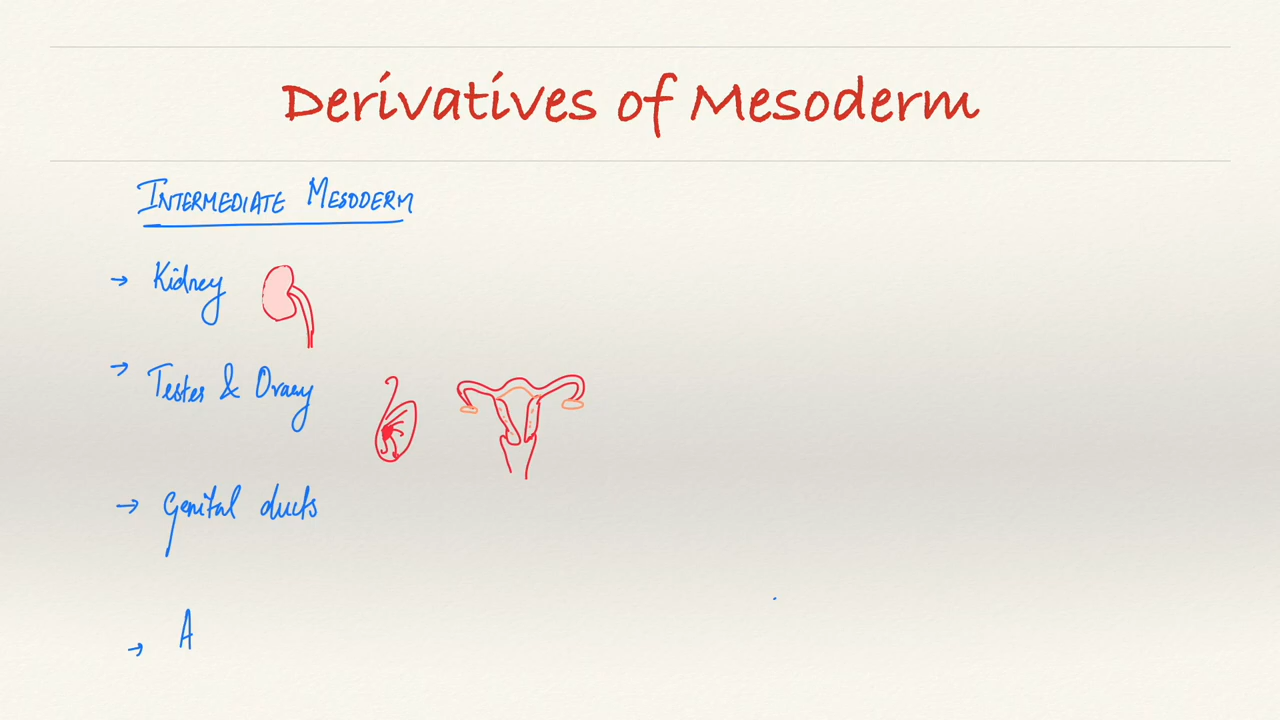 Derivatives of Mesoderm
INTERMEDIATE MESODERM
→ Kidney
→ Testes & Ovary
→ Genital ducts
→ A